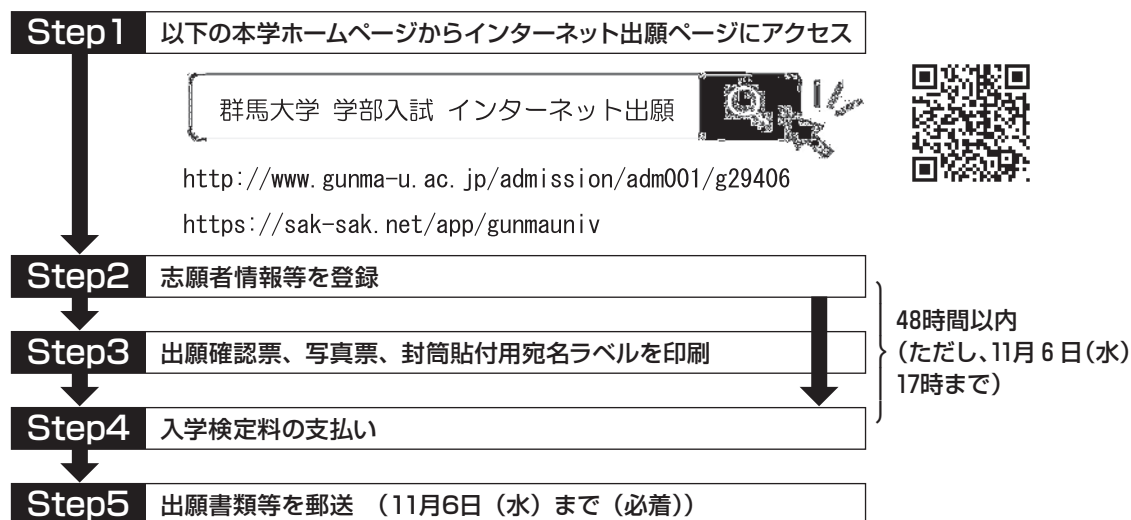 Step1 以下の本学ホームページからインターネット出願ページにアクセス
群馬大学 学部入試 インターネット出願
http://www.gunma-u.ac.jp/admission/adm001/g29406
https://sak-sak.net/app/gunmauniv
Step2 志願者情報等を登録
Step3 出願確認票、写真票、封筒貼付用宛名ラベルを印刷
48時間以内
(ただし、11月6日(水)
17時まで)
Step4 入学検定料の支払い
Step5 出願書類等を郵送 (11月6日(水)まで(必着))